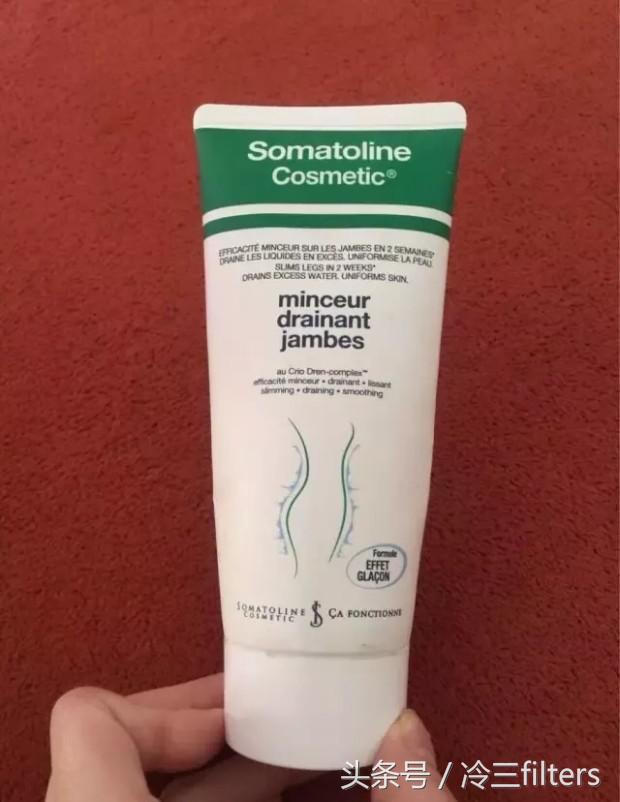 Somatoline
Cosmetic®
EFFICACITÉ MINCEUR SUR LES JAMBES EN 2 SEMAINES*
DRAINE LES LIQUIDES EN EXCÈS. UNIFORMISE LA PEAU.
SLIMS LEGS IN 2 WEEKS*
DRAINS EXCESS WATER. UNIFORMS SKIN.
minceur
drainant
jambes
au Crio Dren-complex™
efficacité minceur • drainant • lissant
slimming • draining • smoothing
Formule
EFFET
GLAÇON
SOMATOLINE
COSMETIC
ÇA FONCTIONNE
头条号 / 冷三filters